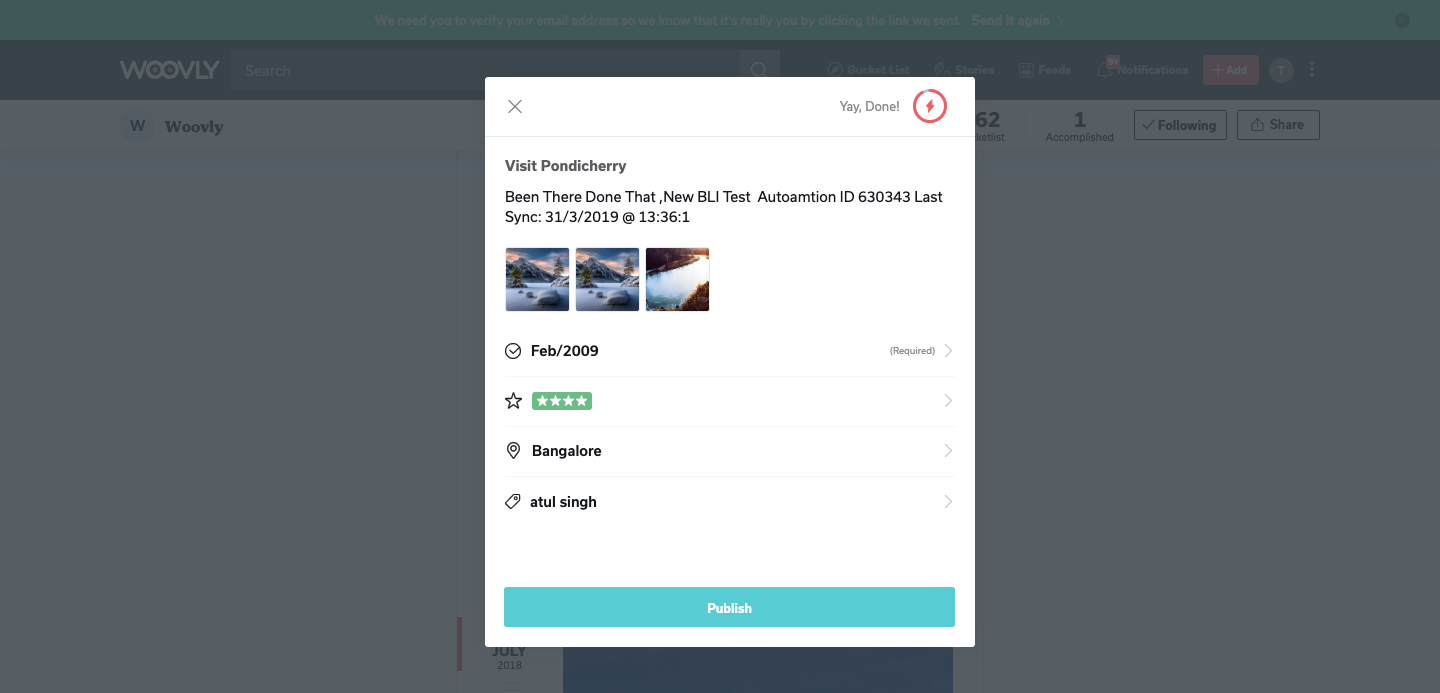 We need you to verify your email address so we know that it's really you by clicking the link we sent. Send it again
WOOVLY
Search
Bucket List
Stories
Feeds
9+
Notifications
+ Add
T
W
Woovly
62
ketlist
1
Accomplished
Following
Share
Yay, Done!
Visit Pondicherry
Been There Done That ,New BLI Test  Autoamtion ID 630343 Last
Sync: 31/3/2019 @ 13:36:1
Feb/2009
(Required)
Bangalore
atul singh
Publish
JULY
2018